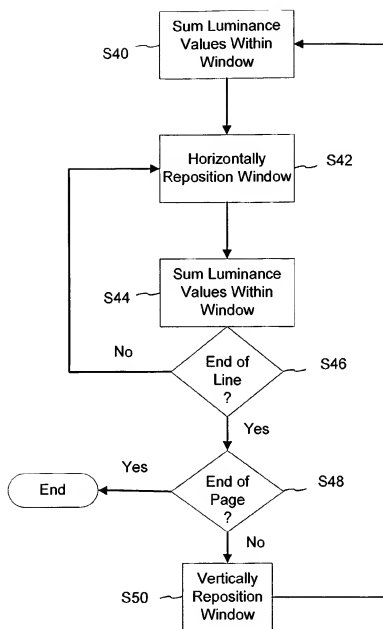 Sum Luminance
Values Within
Window
S40
Horizontally
Reposition Window
S42
Sum Luminance
Values Within
Window
S44
No
End of
Line
?
S46
Yes
Yes
End of
Page
?
S48
End
No
Vertically
Reposition
Window
S50